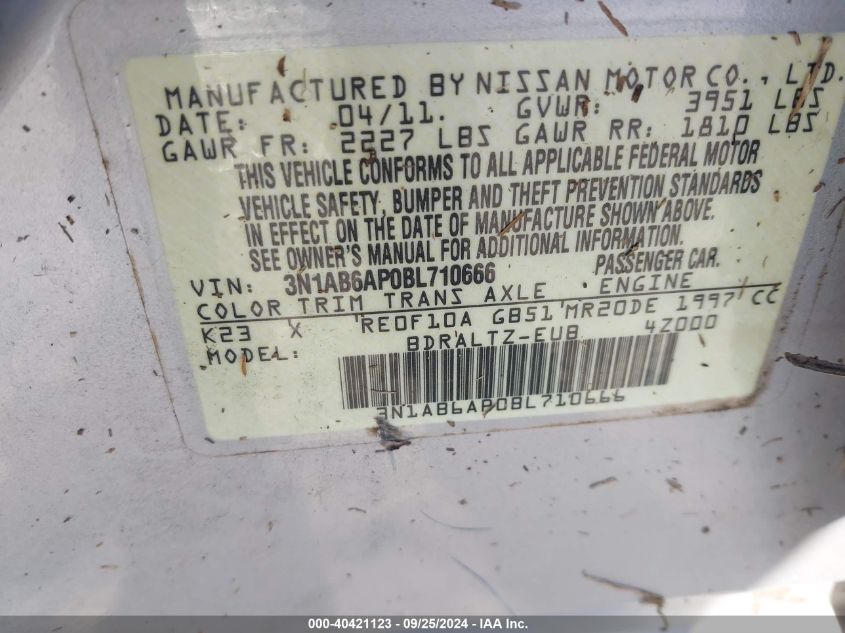 MANUFACTURED BY NISSAN MOTOR CO., LTD.
DATE: 04/11. GVWR: 3951 LBS
GAWR FR: 2227 LBS GAWR RR: 1810 LBS
THIS VEHICLE CONFORMS TO ALL APPLICABLE FEDERAL MOTOR
VEHICLE SAFETY, BUMPER AND THEFT PREVENTION STANDARDS
IN EFFECT ON THE DATE OF MANUFACTURE SHOWN ABOVE.
SEE OWNER'S MANUAL FOR ADDITIONAL INFORMATION.
VIN: 3N1AB6AP0BL710666 PASSENGER CAR.
COLOR TRIM TRANS AXLE ENGINE
K23 X RE0F10A GB51 MR20DE 1997 CC
MODEL: BDRALTZ-EUB 4Z000
3N1AB6AP0BL710666
000-40421123 - 09/25/2024 - IAA Inc.